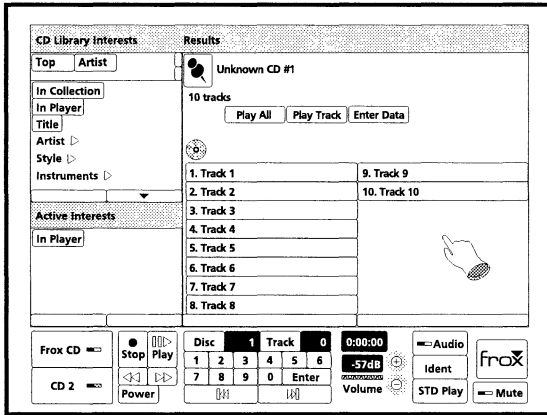 CD Library Interests
Results
Top Artist
Unknown CD #1
10 tracks
Play All Play Track Enter Data
In Collection
In Player
Title
Artist
Style
Instruments
1. Track 1
2. Track 2
3. Track 3
4. Track 4
5. Track 5
6. Track 6
7. Track 7
8. Track 8
9. Track 9
10. Track 10
Active Interests
In Player
Frox CD
CD 2
Stop Play
Power
Disc 1 Track 0
1 2 3 4 5 6
7 8 9 0 Enter
0:00:00
-57dB
Volume
Audio
Ident
STD Play
frox
Mute